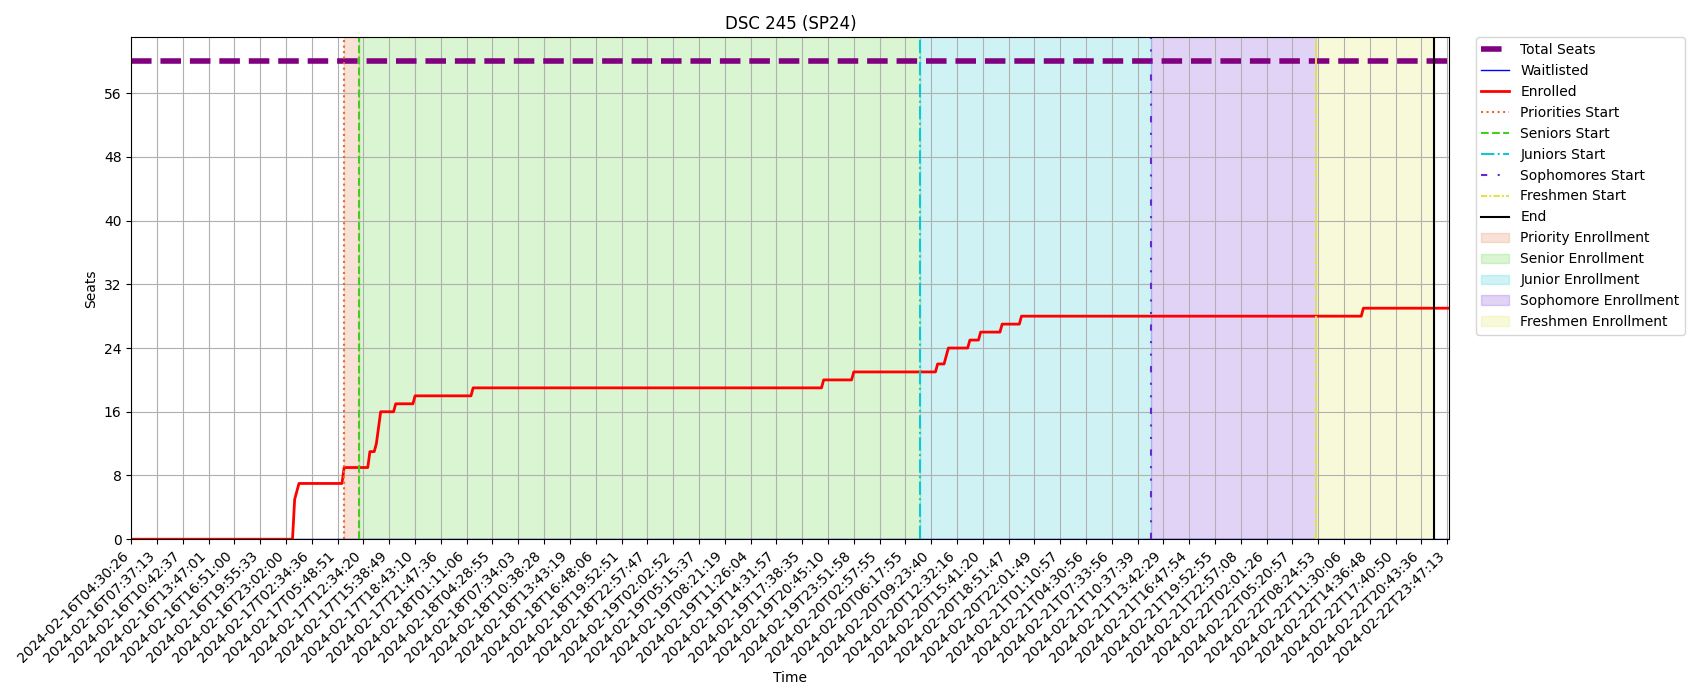 DSC 245 (SP24)
Seats
56
48
40
32
24
16
8
0
2024-02-16T04:30:26
2024-02-16T07:37:13
2024-02-16T10:42:37
2024-02-16T13:47:01
2024-02-16T16:51:00
2024-02-16T19:55:33
2024-02-16T23:02:00
2024-02-17T02:34:36
2024-02-17T05:48:51
2024-02-17T12:34:20
2024-02-17T15:38:49
2024-02-17T18:43:10
2024-02-17T21:47:36
2024-02-18T01:11:06
2024-02-18T04:28:55
2024-02-18T07:34:03
2024-02-18T10:38:28
2024-02-18T13:43:19
2024-02-18T16:48:06
2024-02-18T19:52:51
2024-02-18T22:57:47
2024-02-19T02:02:52
2024-02-19T05:15:37
2024-02-19T08:21:19
2024-02-19T11:26:04
2024-02-19T14:31:57
2024-02-19T17:38:35
2024-02-19T20:45:10
2024-02-19T23:51:58
2024-02-20T02:57:55
2024-02-20T06:17:55
2024-02-20T09:23:40
2024-02-20T12:32:16
2024-02-20T15:41:20
2024-02-20T18:51:47
2024-02-20T22:01:49
2024-02-21T01:10:57
2024-02-21T04:30:56
2024-02-21T07:33:56
2024-02-21T10:37:39
2024-02-21T13:42:29
2024-02-21T16:47:54
2024-02-21T19:52:55
2024-02-21T22:57:08
2024-02-22T02:01:26
2024-02-22T05:20:57
2024-02-22T08:24:53
2024-02-22T11:30:06
2024-02-22T14:36:48
2024-02-22T17:40:50
2024-02-22T20:43:36
2024-02-22T23:47:13
Time
Total Seats
Waitlisted
Enrolled
Priorities Start
Seniors Start
Juniors Start
Sophomores Start
Freshmen Start
End
Priority Enrollment
Senior Enrollment
Junior Enrollment
Sophomore Enrollment
Freshmen Enrollment